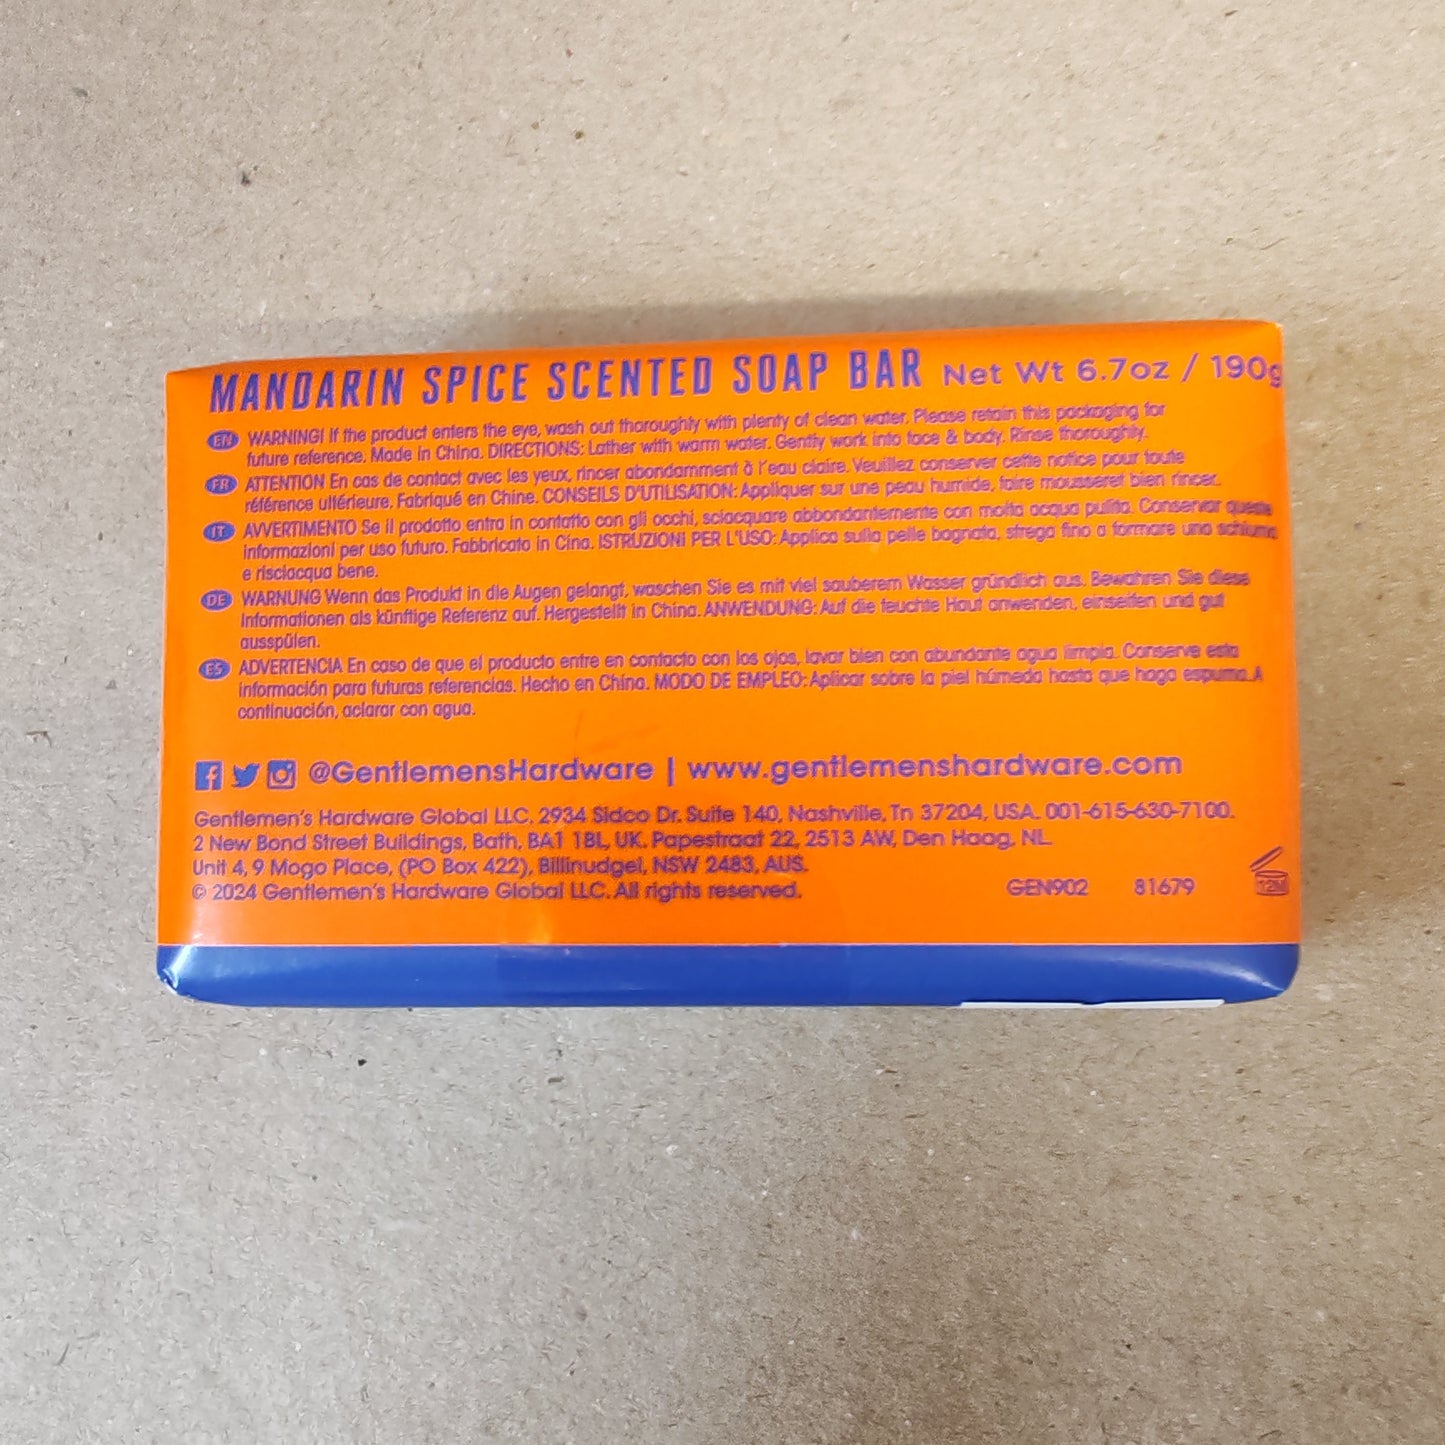 MANDARIN SPICE SCENTED SOAP BAR Net Wt 6.7oz / 190g
EN WARNING! If the product enters the eye, wash out thoroughly with plenty of clean water. Please retain this packaging for
future reference. Made in China. DIRECTIONS: Lather with warm water. Gently work into face & body. Rinse thoroughly.
FR ATTENTION En cas de contact avec les yeux, rincer abondamment à l'eau claire. Veuillez conserver cette notice pour toute
référence ultérieure. Fabriqué en Chine. CONSEILS D'UTILISATION: Appliquer sur une peau humide, faire mousseret bien rincer.
IT AVVERTIMENTO Se il prodotto entra in contatto con gli occhi, sciacquare abbondantemente con molta acqua pulita. Conservar queste
informazioni per uso futuro. Fabbricato in Cina. ISTRUZIONI PER L'USO: Applica sulla pelle bagnata, strega fino a formare una schiuma
e risciacqua bene.
DE WARNUNG Wenn das Produkt in die Augen gelangt, waschen Sie es mit viel sauberem Wasser gründlich aus. Bewahren Sie diese
Informationen als künftige Referenz auf. Hergestellt in China. ANWENDUNG: Auf die feuchte Haut anwenden, einseifen und gut
ausspülen.
ES ADVERTENCIA En caso de que el producto entre en contacto con los ojos, lavar bien con abundante agua limpia. Conserve esta
información para futuras referencias. Hecho en China. MODO DE EMPLEO: Aplicar sobre la piel húmeda hasta que haga espuma. A
continuación, aclarar con agua.
@GentlemensHardware | www.gentlemenshardware.com
Gentlemen's Hardware Global LLC, 2934 Sidco Dr. Suite 140, Nashville, Tn 37204, USA. 001-615-630-7100.
2 New Bond Street Buildings, Bath, BA1 1BL, UK. Papestraat 22, 2513 AW, Den Haag, NL.
Unit 4, 9 Mogo Place, (PO Box 422), Billinudgel, NSW 2483, AUS.
© 2024 Gentlemen's Hardware Global LLC. All rights reserved. GEN902 81679 12M